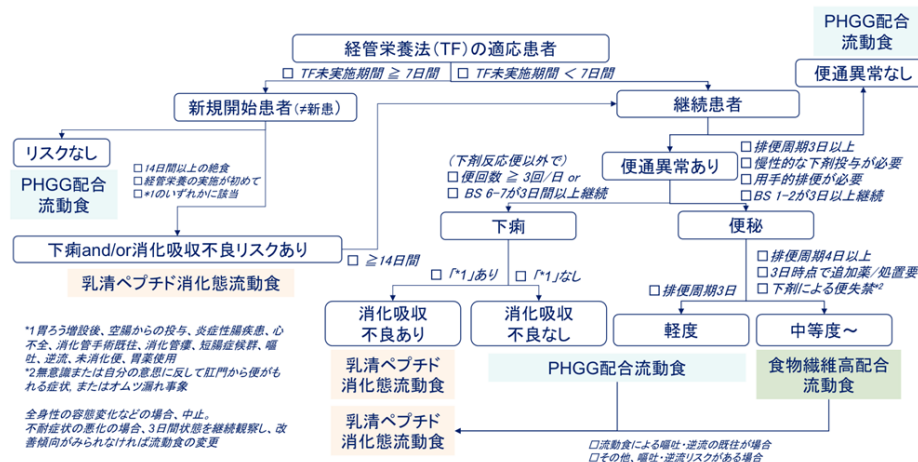 経管栄養法(TF)の適応患者
□ TF未実施期間 ≧ 7日間
□ TF未実施期間 < 7日間
PHGG配合
流動食
便通異常なし
新規開始患者(≠新患)
継続患者
リスクなし
PHGG配合
流動食
□14日間以上の絶食
□経管栄養の実施が初めて
□*1のいずれかに該当
(下剤反応便以外で)
□便回数 ≧ 3回/日 or
□ BS 6-7が3日間以上継続
便通異常あり
□排便周期3日以上
□慢性的な下剤投与が必要
□用手的排便が必要
□BS 1-2が3日以上継続
下痢and/or消化吸収不良リスクあり
乳清ペプチド消化態流動食
□ ≧14日間
下痢
便秘
□「*1」あり
□「*1」なし
□排便周期3日
□排便周期4日以上
□3日時点で追加薬/処置要
□下剤による便失禁*2
消化吸収
不良あり
消化吸収
不良なし
軽度
中等度~
乳清ペプチド
消化態流動食
PHGG配合流動食
食物繊維高配合
流動食
乳清ペプチド
消化態流動食
*1胃ろう増設後、空腸からの投与、炎症性腸疾患、心
不全、消化管手術既往、消化管瘻、短腸症候群、嘔
吐、逆流、未消化便、胃薬使用
*2無意識または自分の意思に反して肛門から便がも
れる症状, またはオムツ漏れ事象
全身性の容態変化などの場合、中止。
不耐症状の悪化の場合、3日間状態を継続観察し、改
善傾向がみられなければ流動食の変更
□流動食による嘔吐・逆流の既往が場合
□その他、嘔吐・逆流リスクがある場合